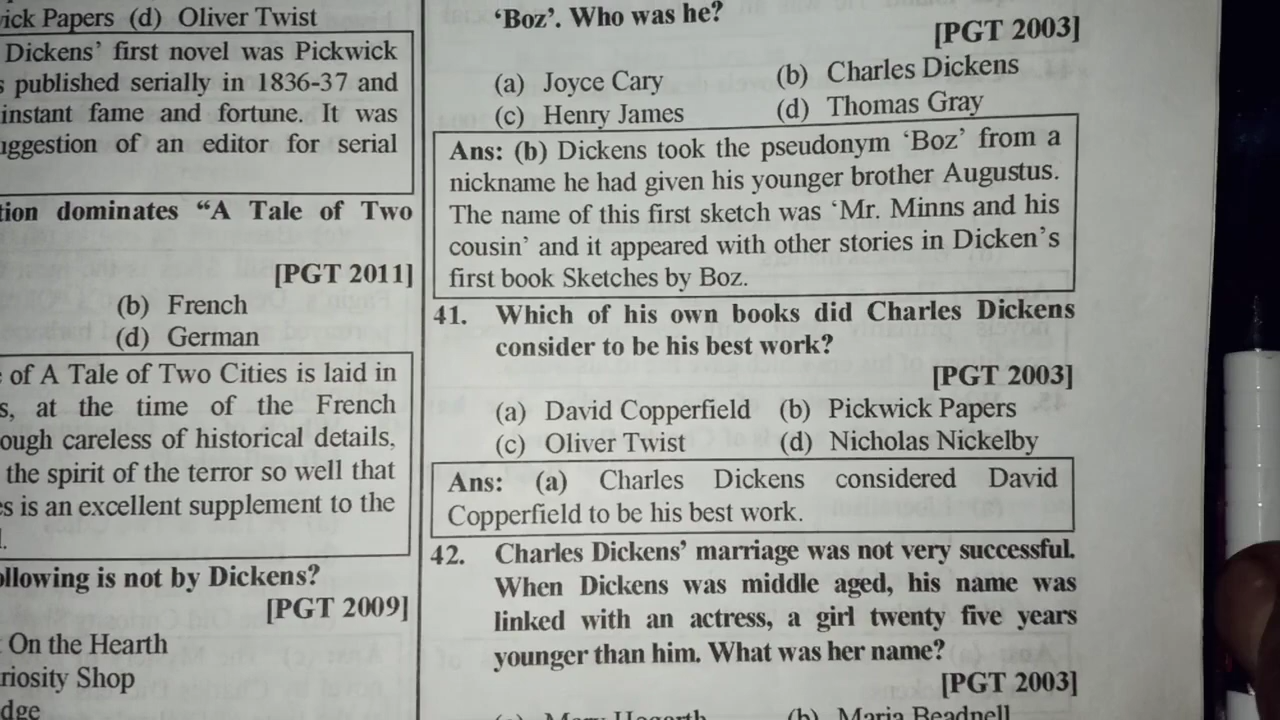 ick Papers (d) Oliver Twist
Dickens' first novel was Pickwick
published serially in 1836-37 and
instant fame and fortune. It was
ggestion of an editor for serial
tion dominates “A Tale of Two
[PGT 2011]
(b) French
(d) German
of A Tale of Two Cities is laid in
s, at the time of the French
ough careless of historical details,
the spirit of the terror so well that
es is an excellent supplement to the
ollowing is not by Dickens?
[PGT 2009]
On the Hearth
riosity Shop
dge
‘Boz’. Who was he?
[PGT 2003]
(a) Joyce Cary (b) Charles Dickens
(c) Henry James (d) Thomas Gray
Ans: (b) Dickens took the pseudonym ‘Boz’ from a
nickname he had given his younger brother Augustus.
The name of this first sketch was ‘Mr. Minns and his
cousin’ and it appeared with other stories in Dicken’s
first book Sketches by Boz.
41. Which of his own books did Charles Dickens
consider to be his best work?
[PGT 2003]
(a) David Copperfield (b) Pickwick Papers
(c) Oliver Twist (d) Nicholas Nickelby
Ans: (a) Charles Dickens considered David
Copperfield to be his best work.
42. Charles Dickens’ marriage was not very successful.
When Dickens was middle aged, his name was
linked with an actress, a girl twenty five years
younger than him. What was her name?
[PGT 2003]
(a) Mary Hogarth (b) Maria Beadnell